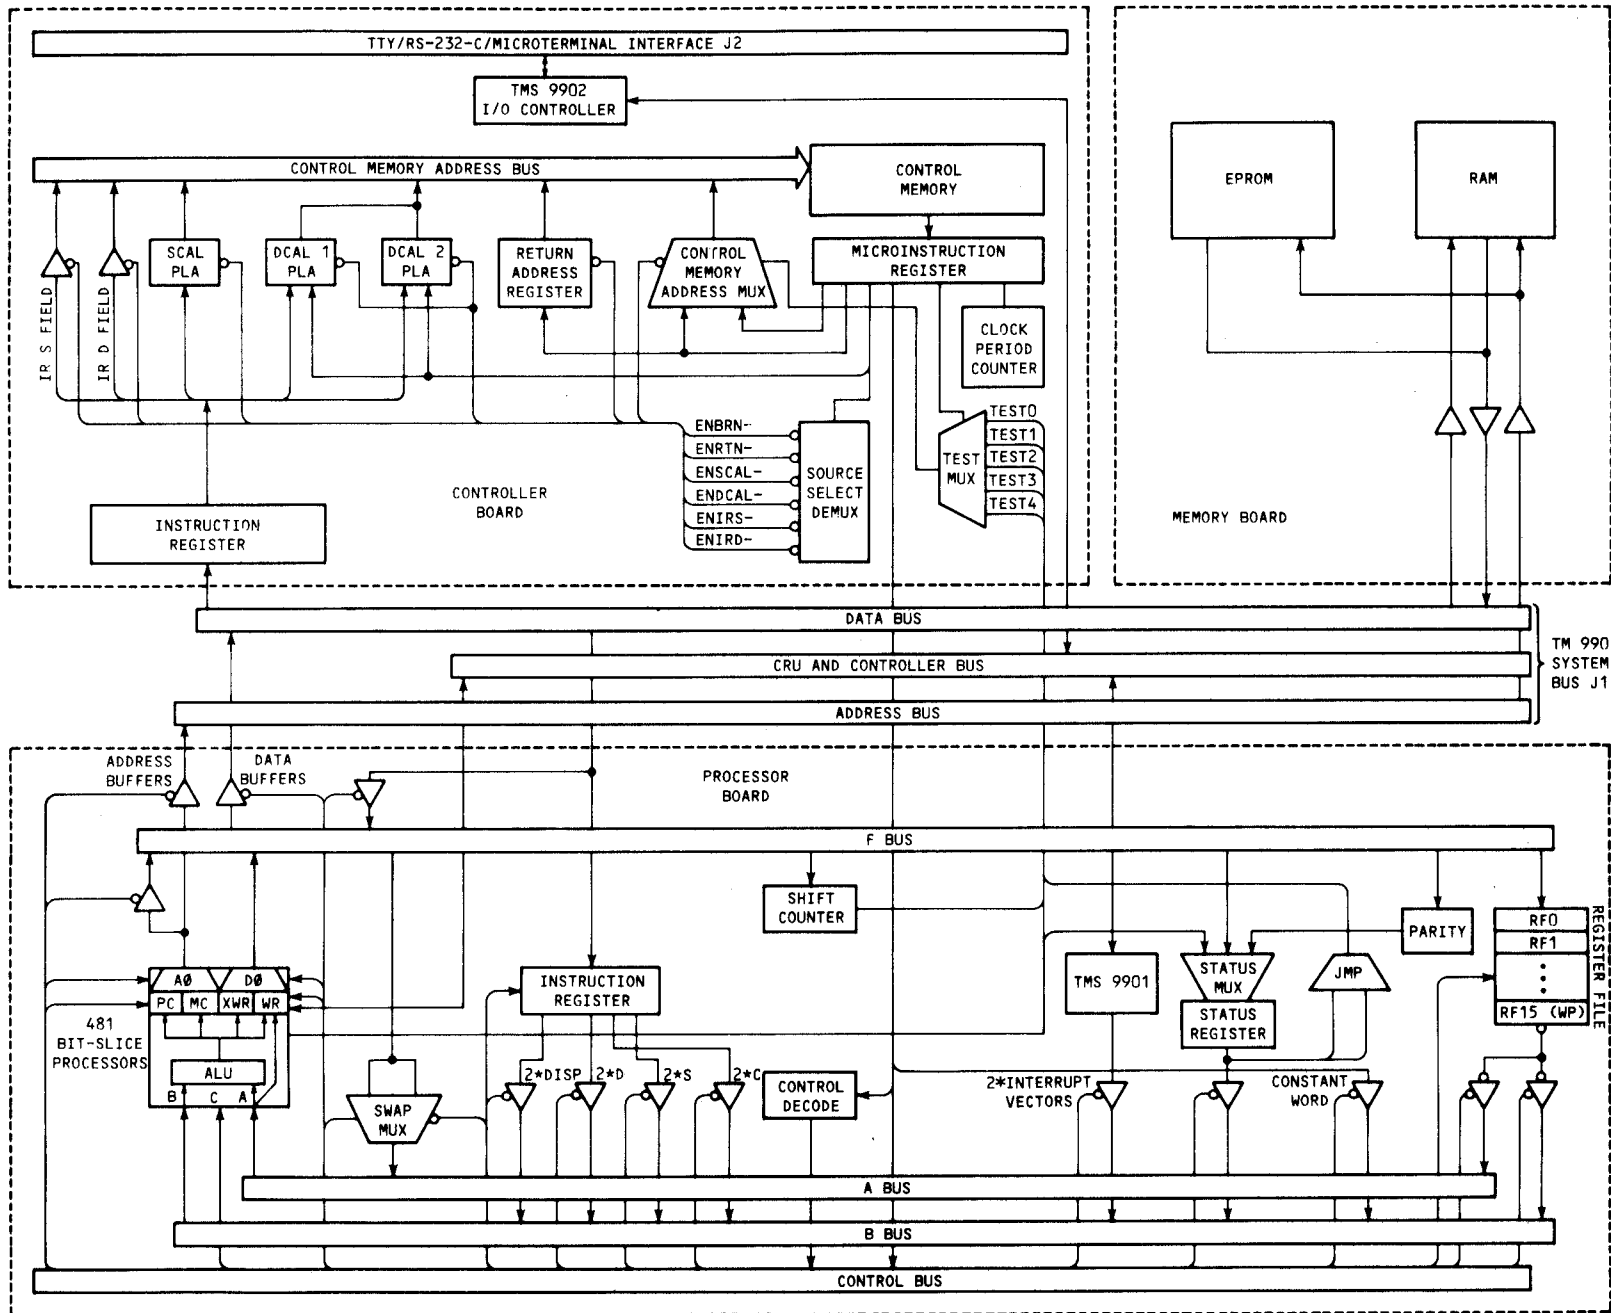 TTY/RS-232-C/MICROTERMINAL INTERFACE J2
TMS 9902
I/O CONTROLLER
CONTROL MEMORY ADDRESS BUS
CONTROL
MEMORY
EPROM
RAM
SCAL
PLA
DCAL 1
PLA
DCAL 2
PLA
RETURN
ADDRESS
REGISTER
CONTROL
MEMORY
ADDRESS MUX
MICROINSTRUCTION
REGISTER
IR S FIELD
IR D FIELD
CLOCK
PERIOD
COUNTER
ENBRN-
ENRTN-
ENSCAL-
ENDCAL-
ENIRS-
ENIRD-
SOURCE
SELECT
DEMUX
TEST
MUX
TEST0
TEST1
TEST2
TEST3
TEST4
CONTROLLER
BOARD
INSTRUCTION
REGISTER
MEMORY BOARD
DATA BUS
CRU AND CONTROLLER BUS
ADDRESS BUS
TM 990
SYSTEM
BUS J1
ADDRESS
BUFFERS
DATA
BUFFERS
PROCESSOR
BOARD
F BUS
SHIFT
COUNTER
PARITY
RF0
RF1
RF15 (WP)
REGISTER FILE
AØ
DØ
PC
MC
XWR
WR
481
BIT-SLICE
PROCESSORS
ALU
B
C
A
INSTRUCTION
REGISTER
TMS 9901
STATUS
MUX
STATUS
REGISTER
JMP
SWAP
MUX
2*DISP
2*D
2*S
2*C
CONTROL
DECODE
2*INTERRUPT
VECTORS
CONSTANT
WORD
A BUS
B BUS
CONTROL BUS